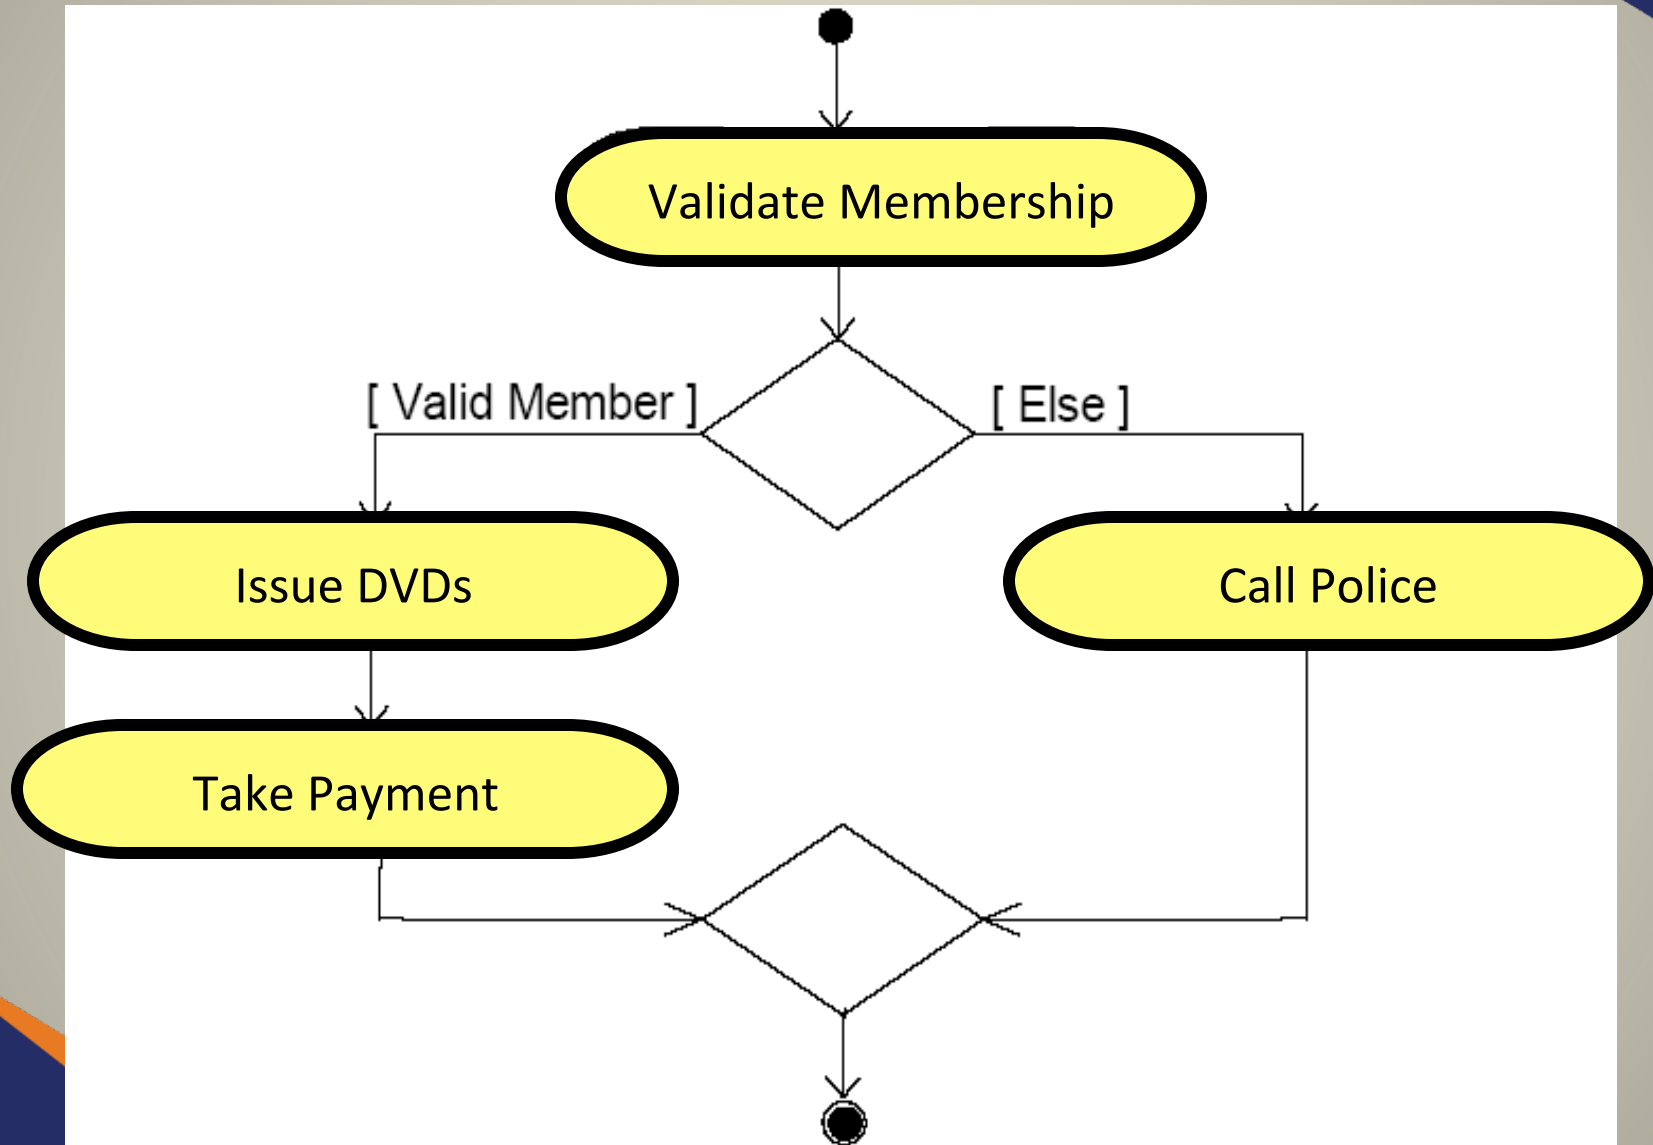 Validate Membership
[ Valid Member ]
[ Else ]
Issue DVDs
Call Police
Take Payment